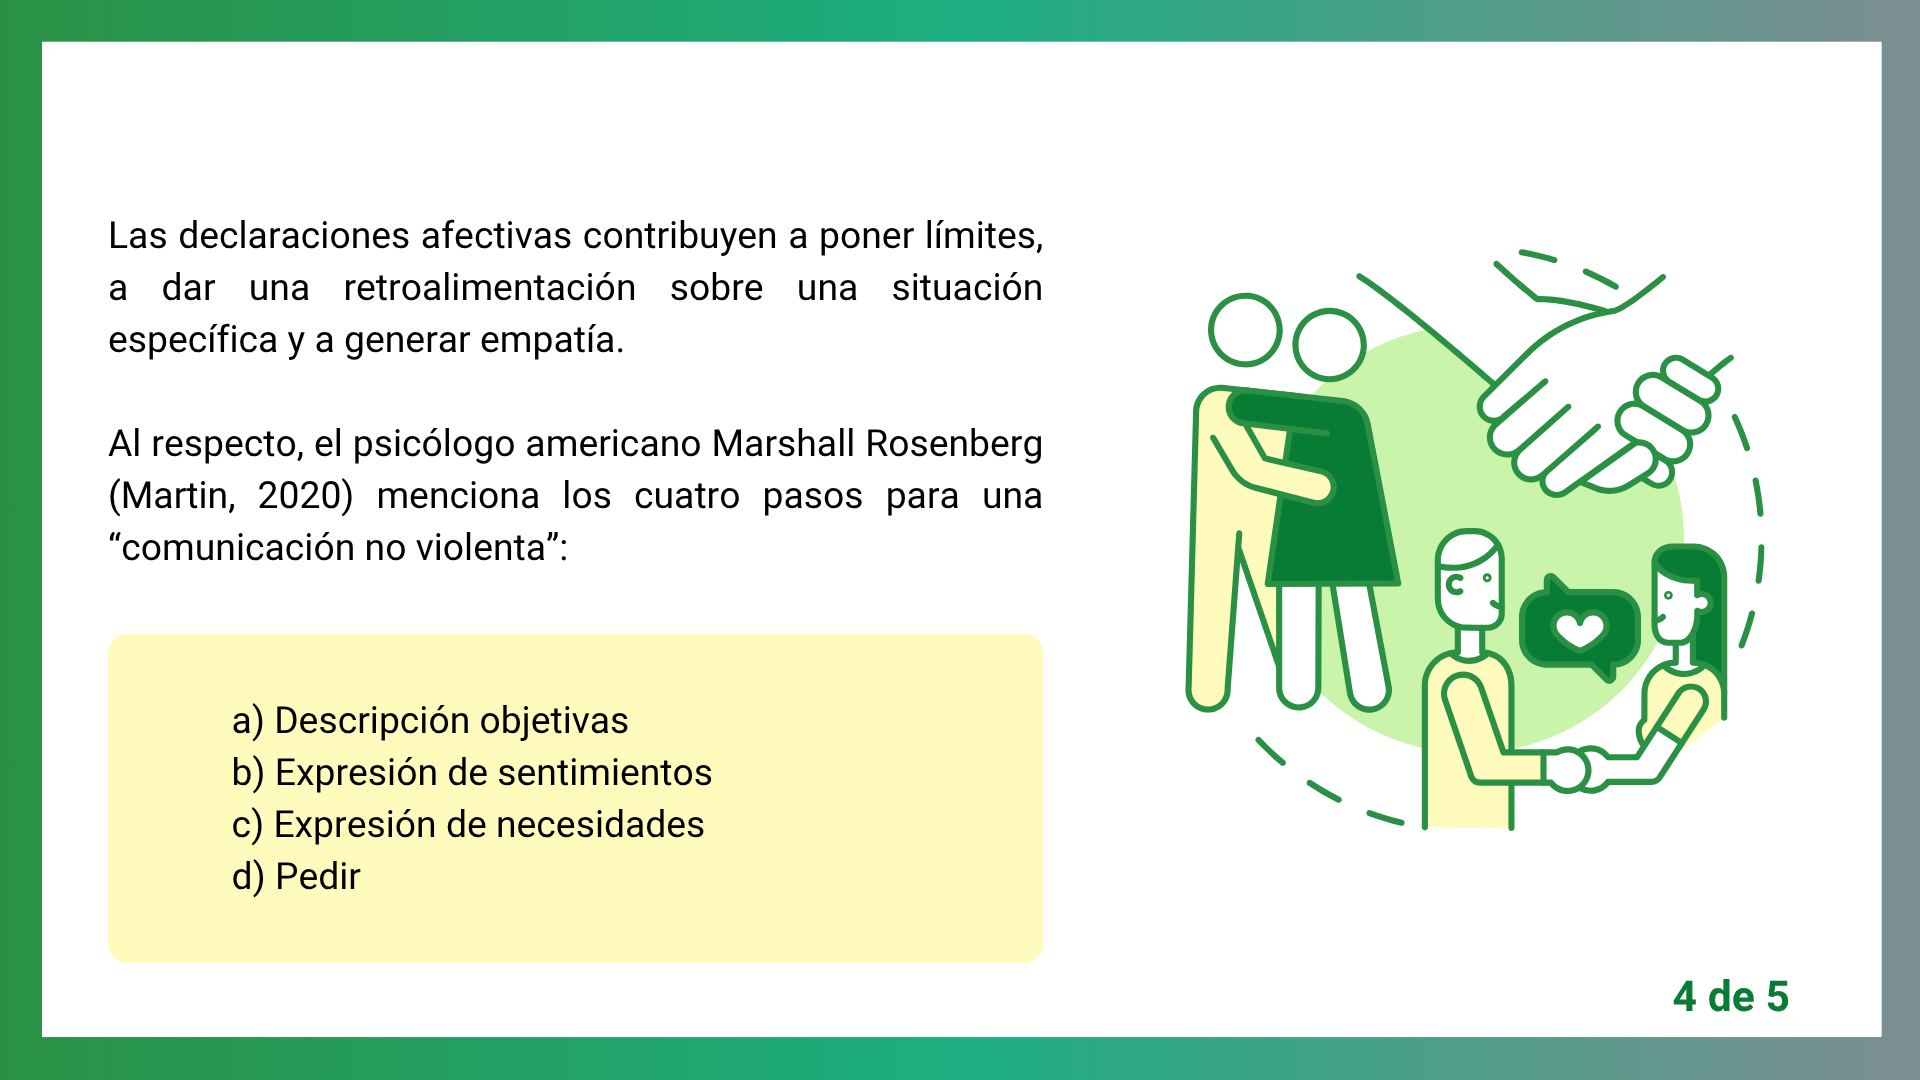 Las declaraciones afectivas contribuyen a poner límites,
a dar una retroalimentación sobre una situación
específica y a generar empatía.
Al respecto, el psicólogo americano Marshall Rosenberg
(Martin, 2020) menciona los cuatro pasos para una
“comunicación no violenta”:
a) Descripción objetivas
b) Expresión de sentimientos
c) Expresión de necesidades
d) Pedir
4 de 5